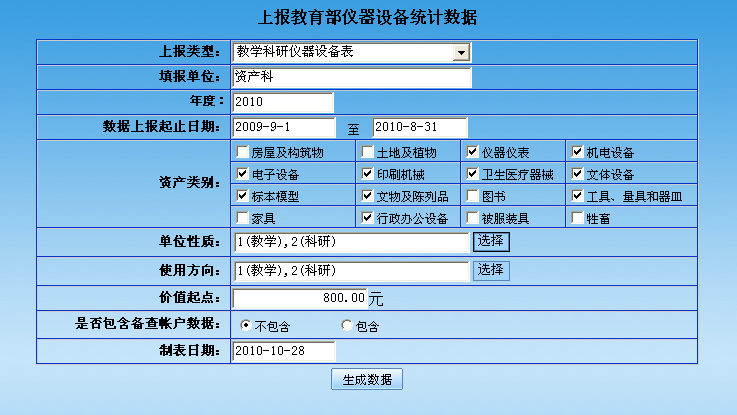 上报教育部仪器设备统计数据
上报类型： 教学科研仪器设备表
填报单位： 资产科
年度： 2010
数据上报起止日期： 2009-9-1 至 2010-8-31
房屋及构筑物 土地及植物 仪器仪表 机电设备
电子设备 印刷机械 卫生医疗器械 文体设备
资产类别：
标本模型 文物及陈列品 图书 工具、量具和器皿
家具 行政办公设备 被服装具 牲畜
单位性质： 1(教学),2(科研) 选择
使用方向： 1(教学),2(科研) 选择
价值起点： 800.00 元
是否包含备查帐户数据： 不包含 包含
制表日期： 2010-10-28
生成数据